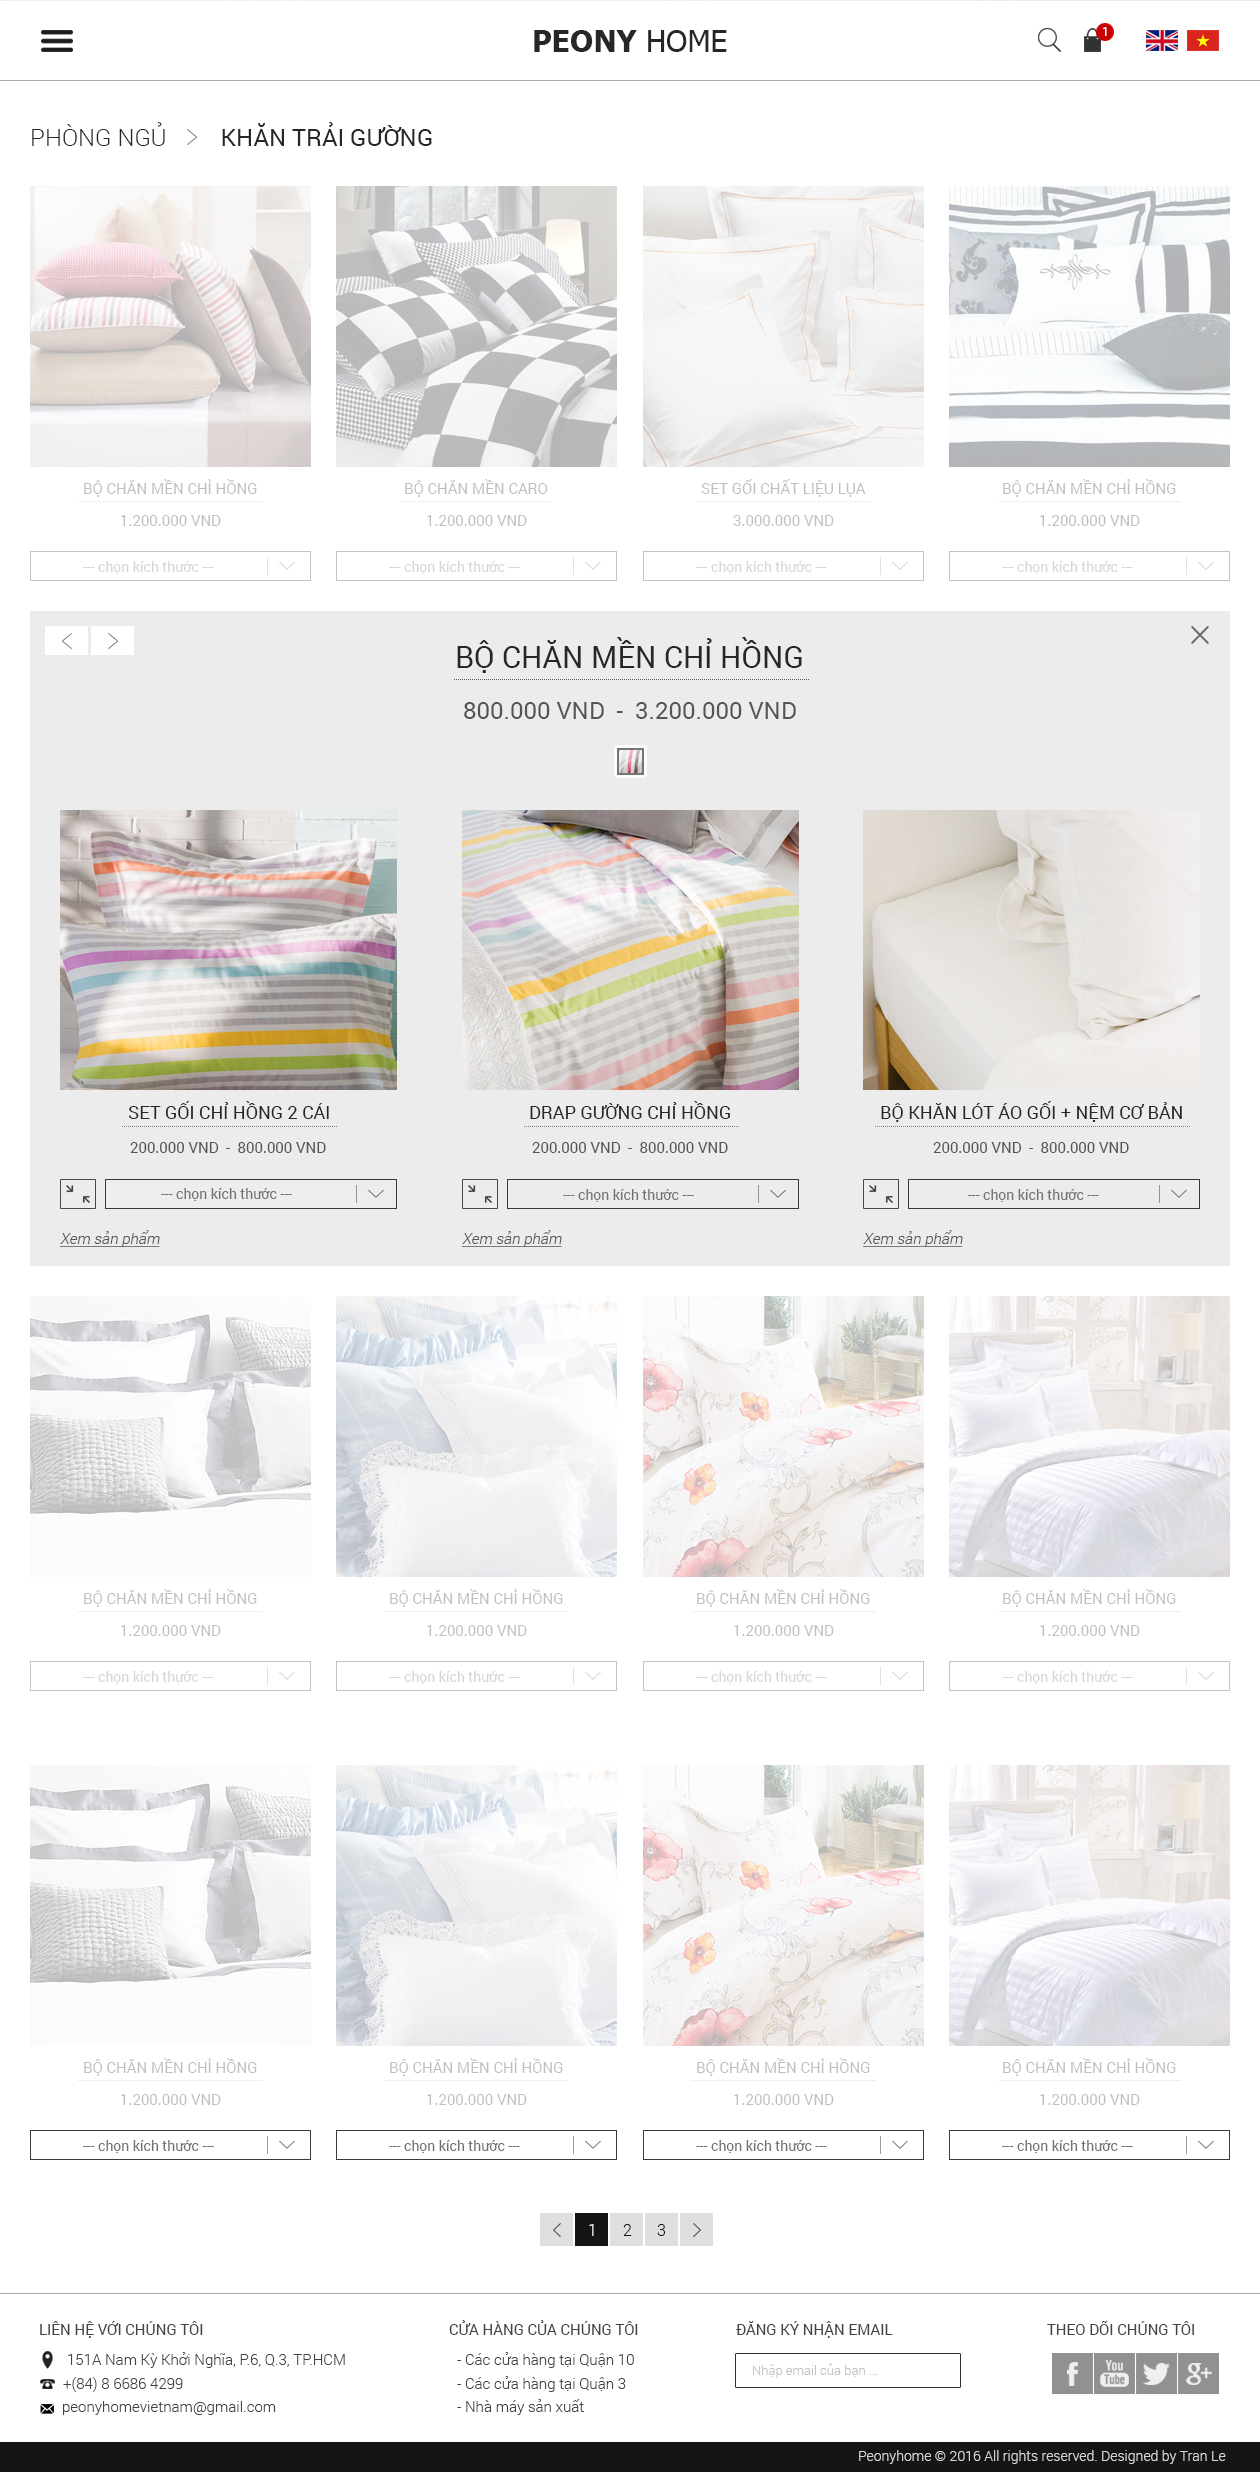 PEONY HOME
1
PHÒNG NGỦ > KHĂN TRẢI GƯỜNG
BỘ CHĂN MỀN CHỈ HỒNG
1.200.000 VND
--- chọn kích thước ---
BỘ CHĂN MỀN CARO
1.200.000 VND
--- chọn kích thước ---
SET GỐI CHẤT LIỆU LỤA
3.000.000 VND
--- chọn kích thước ---
BỘ CHĂN MỀN CHỈ HỒNG
1.200.000 VND
--- chọn kích thước ---
BỘ CHĂN MỀN CHỈ HỒNG
800.000 VND - 3.200.000 VND
SET GỐI CHỈ HỒNG 2 CÁI
200.000 VND - 800.000 VND
--- chọn kích thước ---
Xem sản phẩm
DRAP GƯỜNG CHỈ HỒNG
200.000 VND - 800.000 VND
--- chọn kích thước ---
Xem sản phẩm
BỘ KHĂN LÓT ÁO GỐI + NỆM CƠ BẢN
200.000 VND - 800.000 VND
--- chọn kích thước ---
Xem sản phẩm
BỘ CHĂN MỀN CHỈ HỒNG
1.200.000 VND
--- chọn kích thước ---
BỘ CHĂN MỀN CHỈ HỒNG
1.200.000 VND
--- chọn kích thước ---
BỘ CHĂN MỀN CHỈ HỒNG
1.200.000 VND
--- chọn kích thước ---
BỘ CHĂN MỀN CHỈ HỒNG
1.200.000 VND
--- chọn kích thước ---
BỘ CHĂN MỀN CHỈ HỒNG
1.200.000 VND
--- chọn kích thước ---
BỘ CHĂN MỀN CHỈ HỒNG
1.200.000 VND
--- chọn kích thước ---
BỘ CHĂN MỀN CHỈ HỒNG
1.200.000 VND
--- chọn kích thước ---
BỘ CHĂN MỀN CHỈ HỒNG
1.200.000 VND
--- chọn kích thước ---
1 2 3
LIÊN HỆ VỚI CHÚNG TÔI
151A Nam Kỳ Khởi Nghĩa, P.6, Q.3, TP.HCM
+(84) 8 6686 4299
peonyhomevietnam@gmail.com
CỬA HÀNG CỦA CHÚNG TÔI
- Các cửa hàng tại Quận 10
- Các cửa hàng tại Quận 3
- Nhà máy sản xuất
ĐĂNG KÝ NHẬN EMAIL
Nhập email của bạn ...
THEO DÕI CHÚNG TÔI
f You Tube g+
Peonyhome © 2016 All rights reserved. Designed by Tran Le